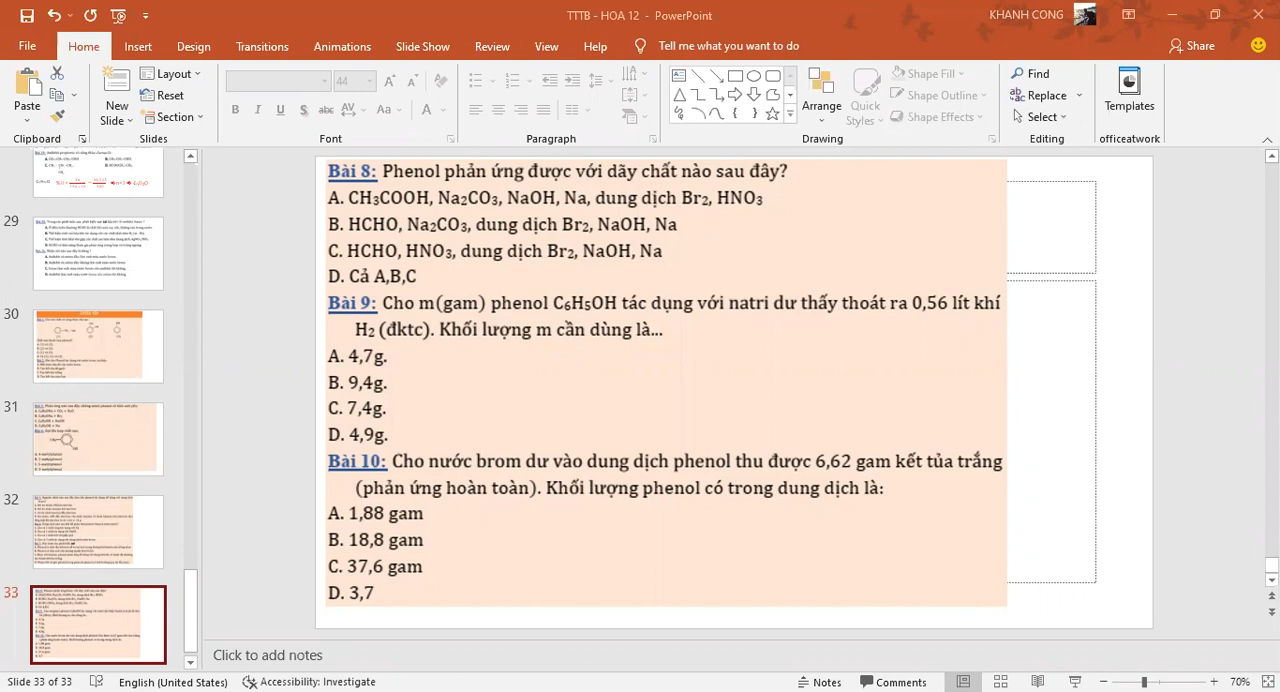 TTTB - HOA 12 - PowerPoint
KHANH CONG
File Home Insert Design Transitions Animations Slide Show Review View Help Tell me what you want to do Share
Paste
New Slide
Layout
Reset
Section
44
B I U S abc AV Aa A
Arrange
Quick Styles
Shape Fill
Shape Outline
Shape Effects
Find
Replace
Select
Templates
Clipboard Slides Font Paragraph Drawing Editing officeatwork
29
30
31
32
33
Bài 8: Phenol phản ứng được với dãy chất nào sau đây?
A. CH₃COOH, Na₂CO₃, NaOH, Na, dung dịch Br₂, HNO₃
B. HCHO, Na₂CO₃, dung dịch Br₂, NaOH, Na
C. HCHO, HNO₃, dung dịch Br₂, NaOH, Na
D. Cả A,B,C
Bài 9: Cho m(gam) phenol C₆H₅OH tác dụng với natri dư thấy thoát ra 0,56 lít khí
H₂ (đktc). Khối lượng m cần dùng là...
A. 4,7g.
B. 9,4g.
C. 7,4g.
D. 4,9g.
Bài 10: Cho nước brom dư vào dung dịch phenol thu được 6,62 gam kết tủa trắng
(phản ứng hoàn toàn). Khối lượng phenol có trong dung dịch là:
A. 1,88 gam
B. 18,8 gam
C. 37,6 gam
D. 3,7
Click to add notes
Slide 33 of 33 English (United States) Accessibility: Investigate Notes Comments 70%